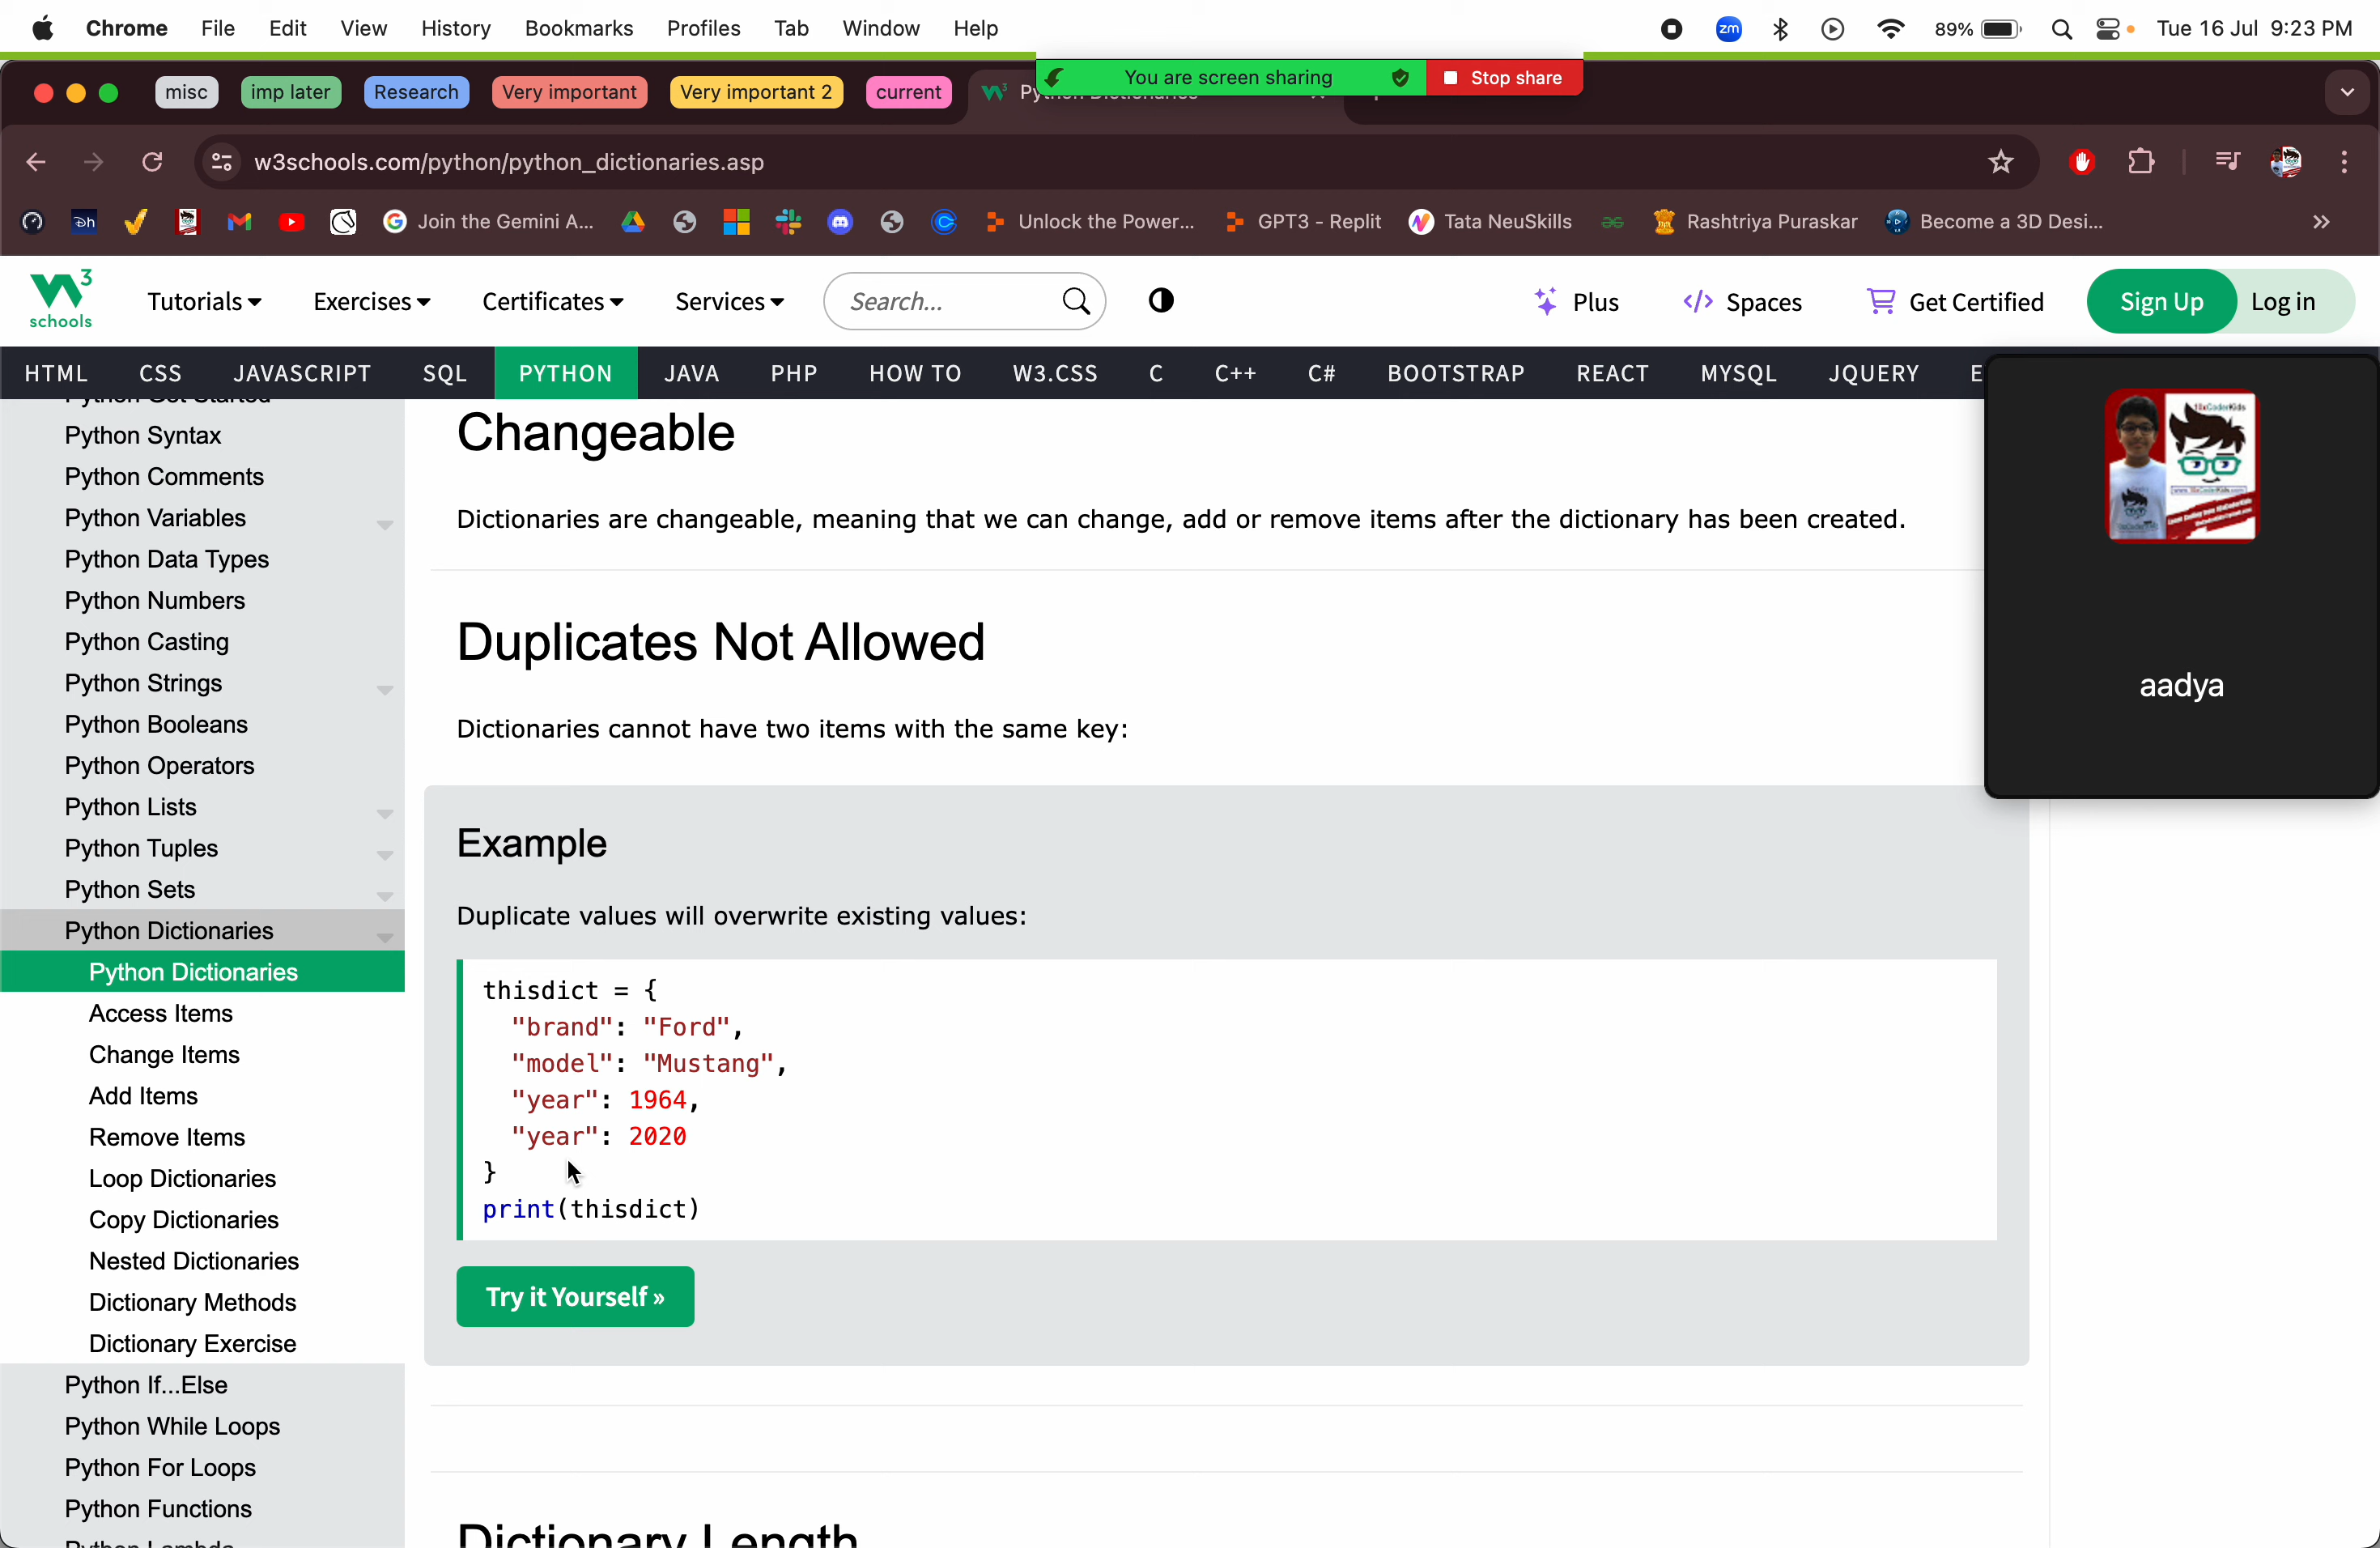 Chrome File Edit View History Bookmarks Profiles Tab Window Help zm 89% Tue 16 Jul 9:23 PM
You are screen sharing Stop share
misc imp later Research Very important Very important 2 current
w3schools.com/python/python_dictionaries.asp
Join the Gemini A... Unlock the Power... GPT3 - Replit Tata NeuSkills Rashtriya Puraskar Become a 3D Desi...
W3 schools Tutorials Exercises Certificates Services Search... Plus Spaces Get Certified Sign Up Log in
HTML CSS JAVASCRIPT SQL PYTHON JAVA PHP HOW TO W3.CSS C C++ C# BOOTSTRAP REACT MYSQL JQUERY E
Python Syntax
Python Comments
Python Variables
Python Data Types
Python Numbers
Python Casting
Python Strings
Python Booleans
Python Operators
Python Lists
Python Tuples
Python Sets
Python Dictionaries
Python Dictionaries
Access Items
Change Items
Add Items
Remove Items
Loop Dictionaries
Copy Dictionaries
Nested Dictionaries
Dictionary Methods
Dictionary Exercise
Python If...Else
Python While Loops
Python For Loops
Python Functions
Changeable
Dictionaries are changeable, meaning that we can change, add or remove items after the dictionary has been created.
Duplicates Not Allowed
Dictionaries cannot have two items with the same key:
Example
Duplicate values will overwrite existing values:
thisdict = {
"brand": "Ford",
"model": "Mustang",
"year": 1964,
"year": 2020
}
print(thisdict)
Try it Yourself »
Dictionary Length
aadya